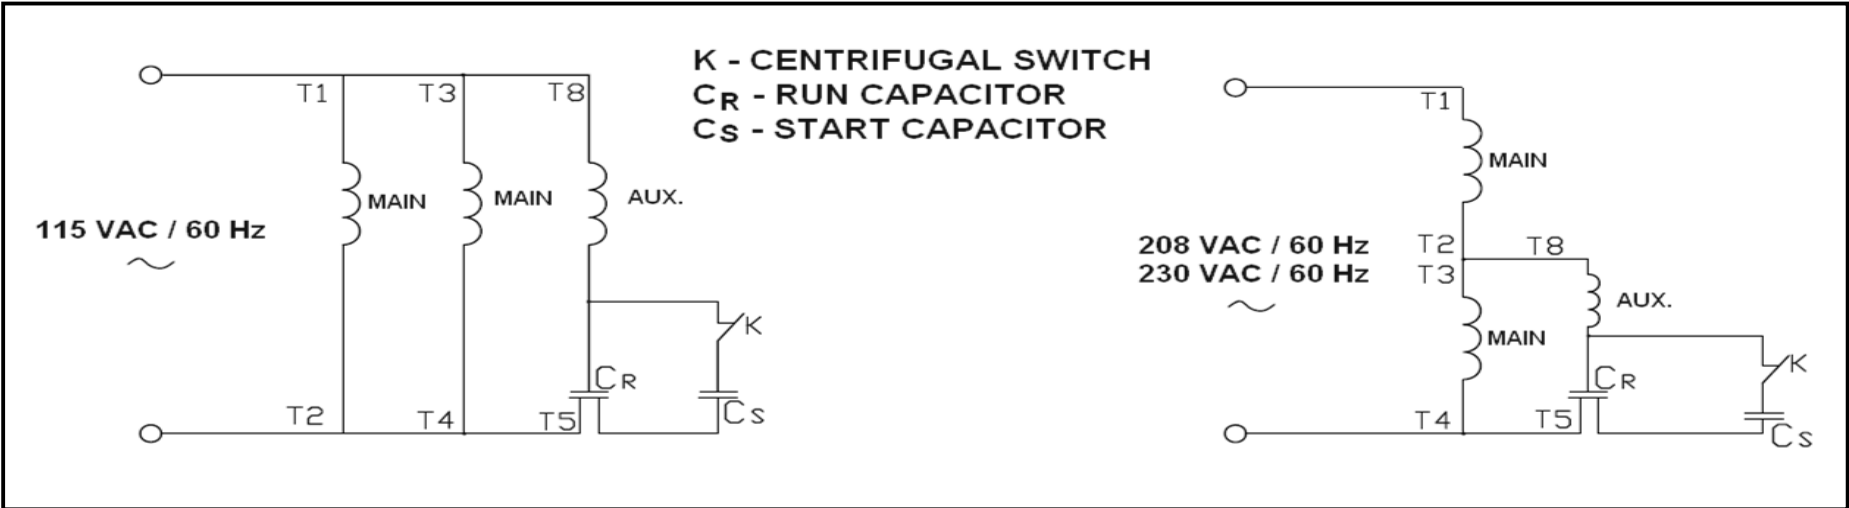 K - CENTRIFUGAL SWITCH
CR - RUN CAPACITOR
CS - START CAPACITOR
T1
T3
T8
MAIN
MAIN
AUX.
115 VAC / 60 Hz
K
CR
CS
T2
T4
T5
T1
MAIN
208 VAC / 60 Hz
230 VAC / 60 Hz
T2
T3
T8
AUX.
MAIN
K
CR
CS
T4
T5